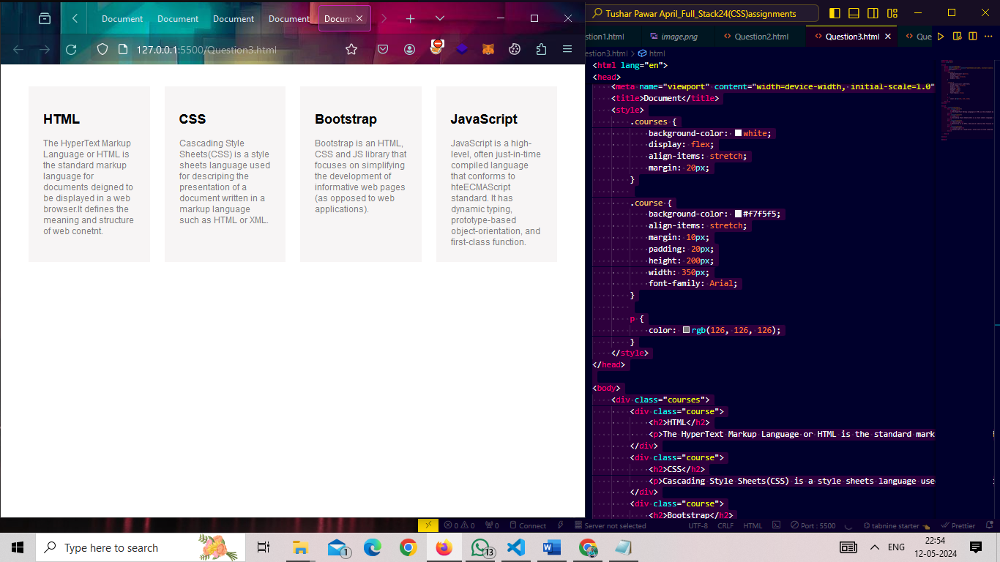 Document
Document
Document
Document
Docum
127.0.0.1:5500/Question3.html
HTML
The HyperText Markup
Language or HTML is
the standard markup
language for
documents deigned to
be displayed in a web
browser.It defines the
meaning and structure
of web conetnt.
CSS
Cascading Style
Sheets(CSS) is a style
sheets language used
for descriping the
presentation of a
document written in a
markup language
such as HTML or XML.
Bootstrap
Bootstrap is an HTML,
CSS and JS library that
focuses on simplifying
the development of
informative web pages
(as opposed to web
applications).
JavaScript
JavaScript is a high-
level, often just-in-time
compiled language
that conforms to
hteECMAScript
standard. It has
dynamic typing,
prototype-based
object-orientation, and
first-class function.
Tushar Pawar April_Full_Stack24(CSS)assignments
stion1.html
image.png
Question2.html
Question3.html
Que
estion3.html > html
<html lang="en">
<head>
<meta name="viewport" content="width=device-width, initial-scale=1.0"
<title>Document</title>
<style>
.courses {
background-color: white;
display: flex;
align-items: stretch;
margin: 20px;
}
.course {
background-color: #f7f5f5;
align-items: stretch;
margin: 10px;
padding: 20px;
height: 200px;
width: 350px;
font-family: Arial;
}
p {
color: rgb(126, 126, 126);
}
</style>
</head>
<body>
<div class="courses">
<div class="course">
<h2>HTML</h2>
<p>The HyperText Markup Language or HTML is the standard mark
</div>
<div class="course">
<h2>CSS</h2>
<p>Cascading Style Sheets(CSS) is a style sheets language use
</div>
<div class="course">
<h2>Bootstrap</h2>
0 0 0 Connect Server not selected UTF-8 CRLF HTML Port : 5500 tabnine starter Prettier
Type here to search
1
13
ENG
22:54
12-05-2024